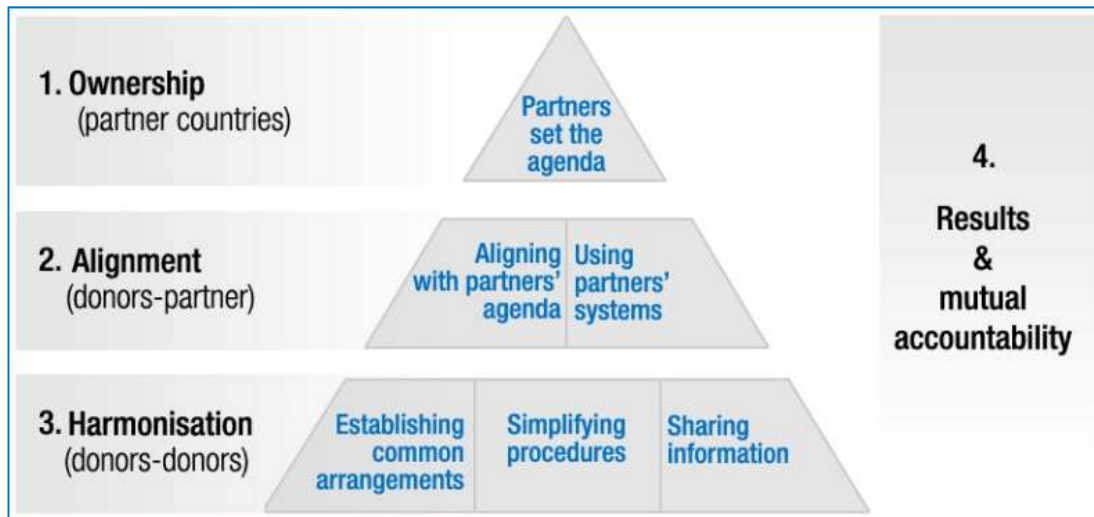 1. Ownership
(partner countries)
Partners
set the
agenda
2. Alignment
(donors-partner)
Aligning
with partners’
agenda
Using
partners’
systems
3. Harmonisation
(donors-donors)
Establishing
common
arrangements
Simplifying
procedures
Sharing
information
4.
Results
&
mutual
accountability